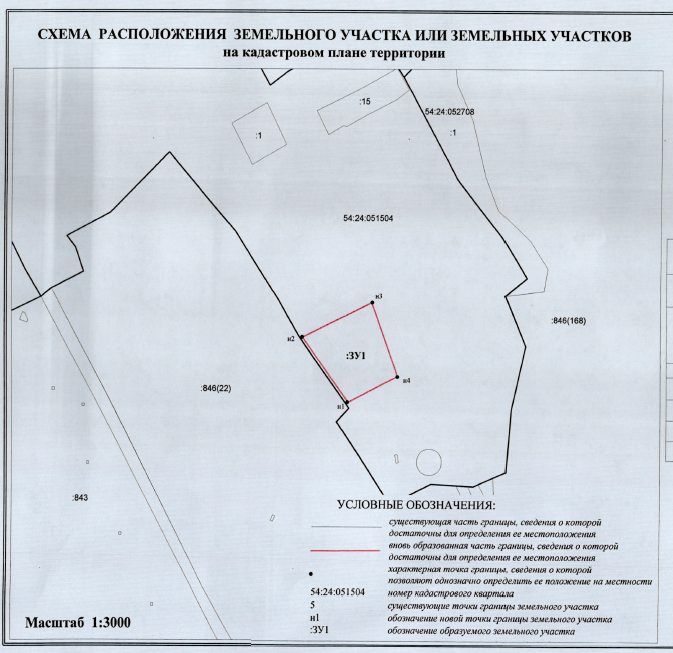 СХЕМА РАСПОЛОЖЕНИЯ ЗЕМЕЛЬНОГО УЧАСТКА ИЛИ ЗЕМЕЛЬНЫХ УЧАСТКОВ
на кадастровом плане территории
:15
54:24:052708
:1
:1
54:24:051504
н3
:846(168)
н2
:ЗУ1
н4
:846(22)
н1
:843
УСЛОВНЫЕ ОБОЗНАЧЕНИЯ:
существующая часть границы, сведения о которой
достаточны для определения ее местоположения
вновь образованная часть границы, сведения о которой
достаточны для определения ее местоположения
характерная точка границы, сведения о которой
позволяют однозначно определить ее положение на местности
54:24:051504 номер кадастрового квартала
5 существующие точки границы земельного участка
н1 обозначение новой точки границы земельного участка
:ЗУ1 обозначение образуемого земельного участка
Масштаб 1:3000